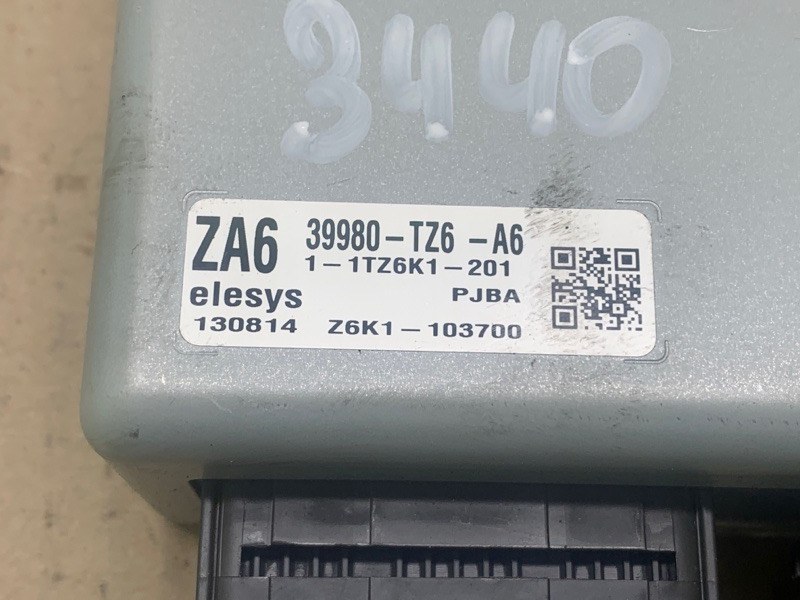 3440
ZA6 39980-TZ6-A6
1-1TZ6K1-201
elesys PJBA
130814 Z6K1-103700